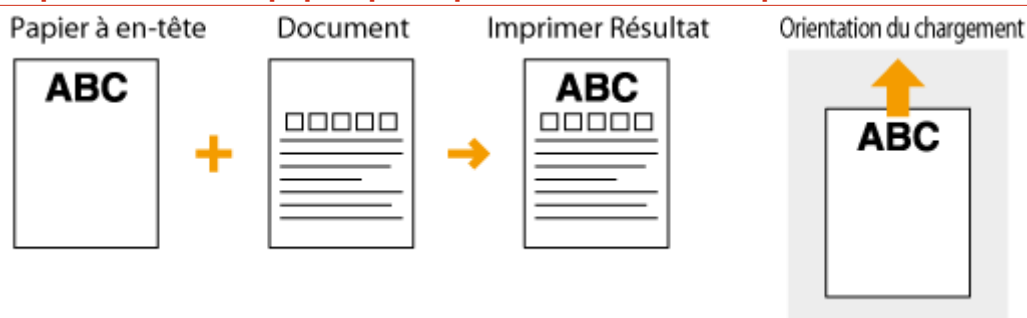 Papier à en-tête
Document
Imprimer Résultat
Orientation du chargement
ABC
ABC
ABC